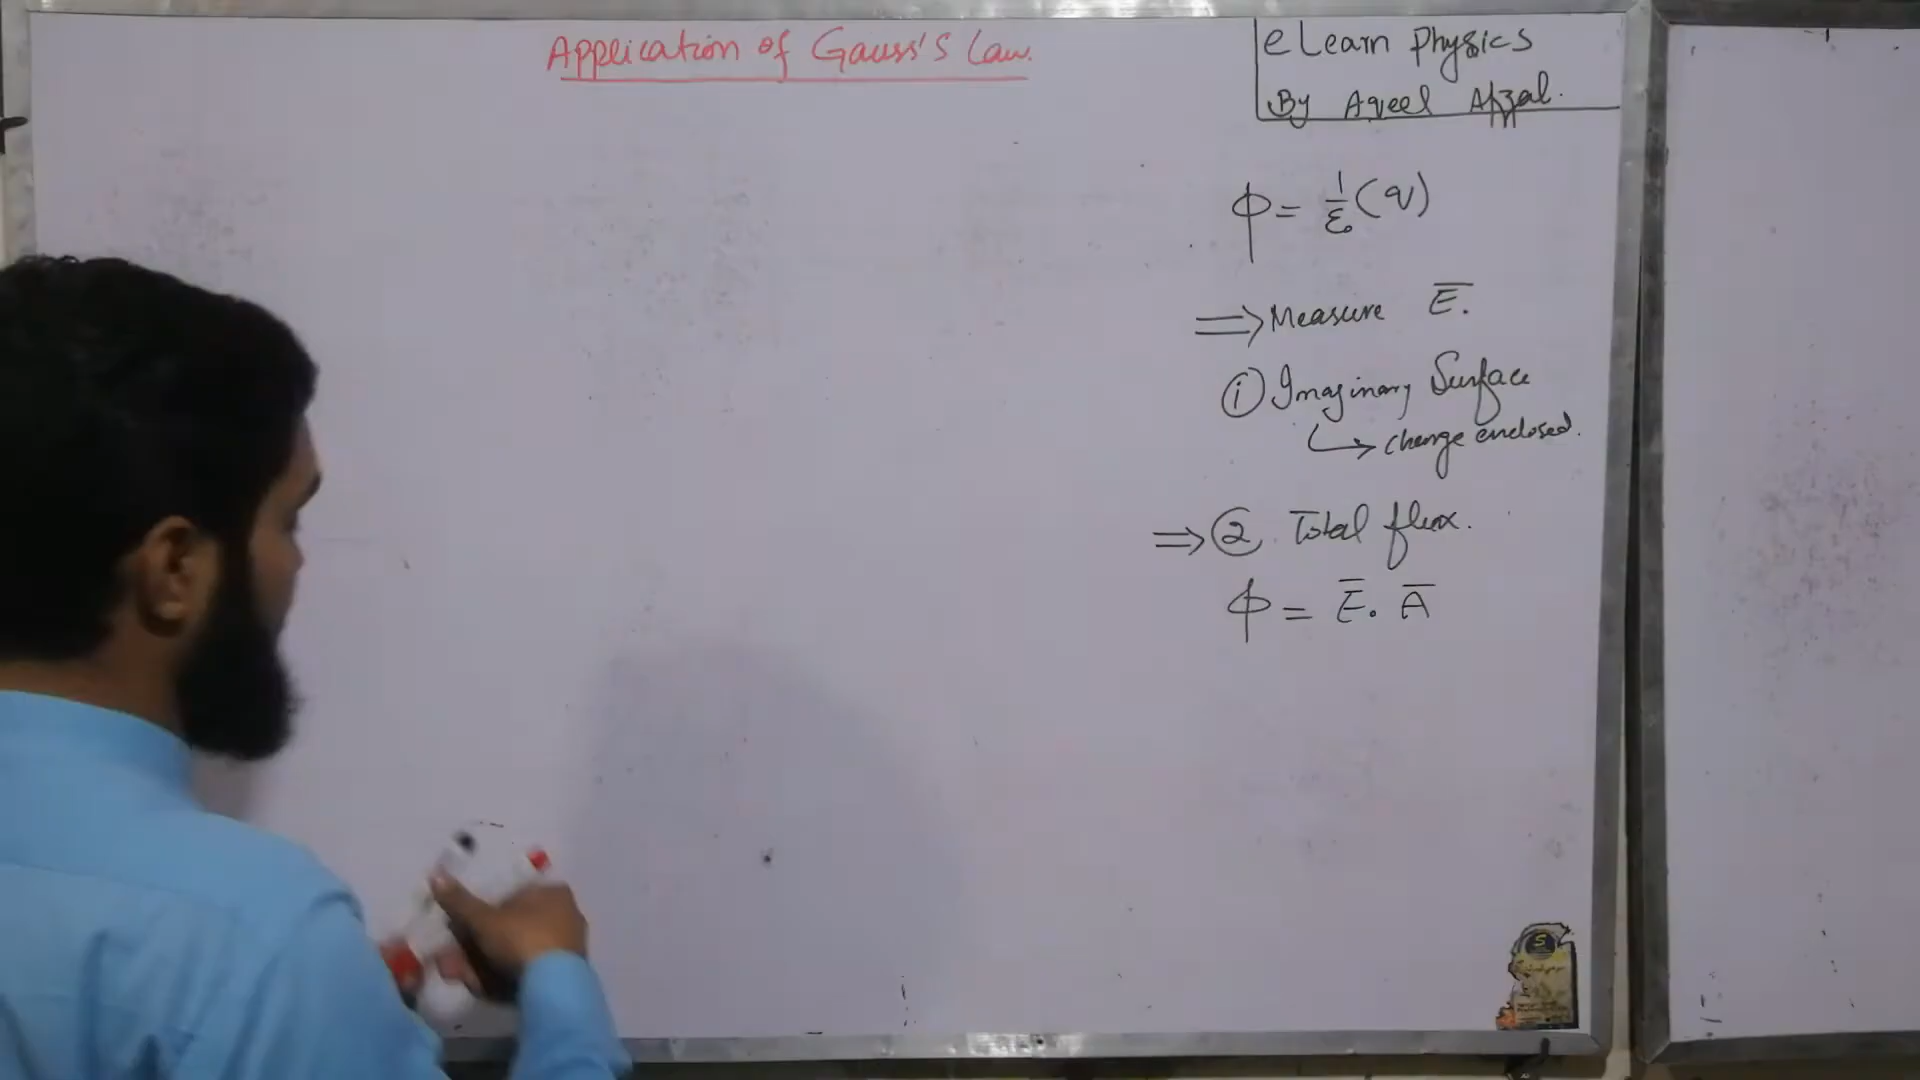 Application of Gauss's Law.
eLearn Physics
By Aqeel Afzal.
ϕ = 1/ε₀ (q)
⇒ Measure E̅.
① Imaginary Surface
↳ charge enclosed.
⇒ ② Total flux.
ϕ = E̅ . A̅
S